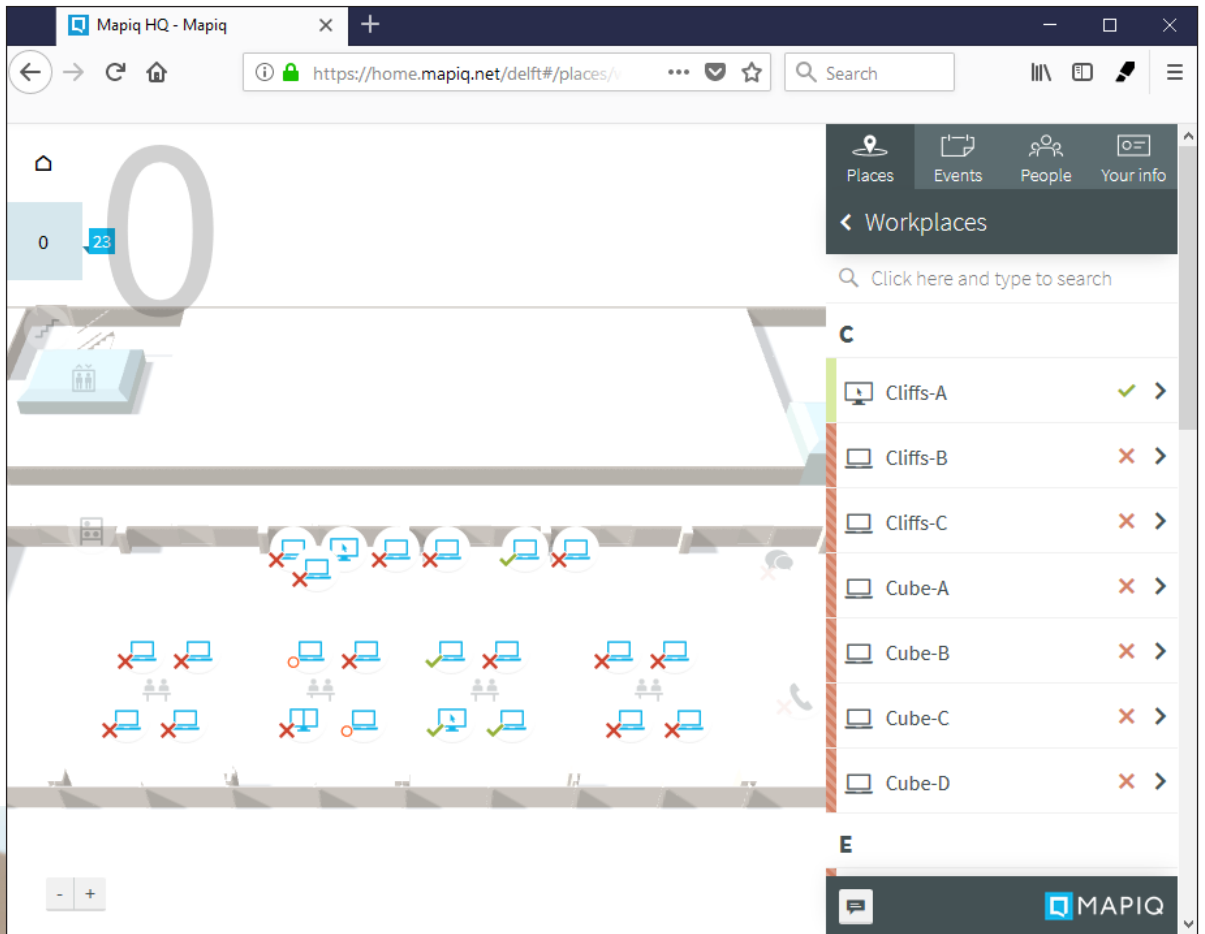 Mapiq HQ - Mapiq
https://home.mapiq.net/delft#/places/
Search
0
0
23
Places
Events
People
Your info
Workplaces
Click here and type to search
C
Cliffs-A
Cliffs-B
Cliffs-C
Cube-A
Cube-B
Cube-C
Cube-D
E
- +
MAPIQ